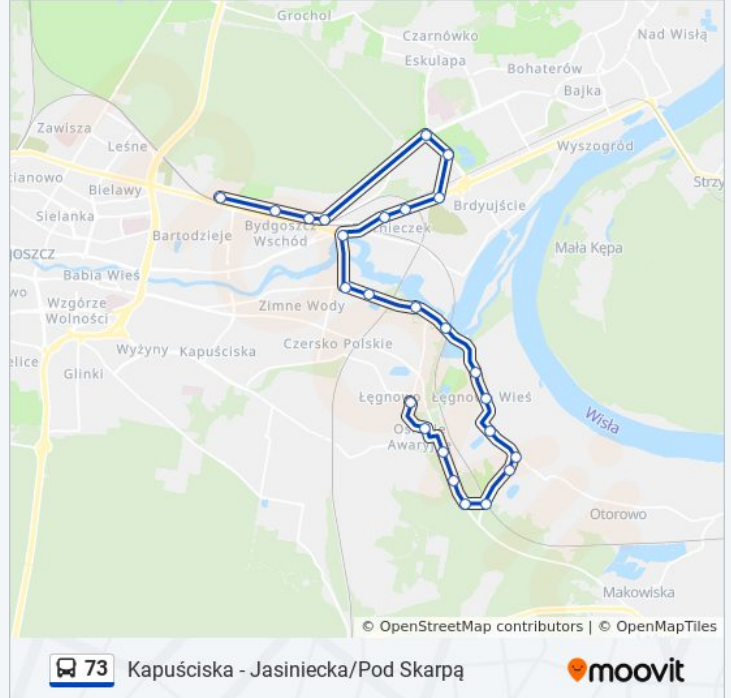 Grochol
Czarnówko
Eskulapa
Nad Wisłą
Bohaterów
Bajka
Zawisza
Leśne
Wyszogród
Strzy
cianowo
Bielawy
Sielanka
Brdyujście
Bartodzieje
Bydgoszcz
Wschód
nieczek
Mała Kępa
GOSZCZ
Babia Wieś
wo
Wzgórze
Wolności
Zimne Wody
elice
Wyżyny
Kapuściska
Czersko Polskie
Glinki
Łęgnowo
Łęgnowo Wieś
Wisła
Awaryjne
Otorowo
Makowiska
© OpenStreetMap contributors | © OpenMapTiles
73
Kapuściska - Jasiniecka/Pod Skarpą
moovit